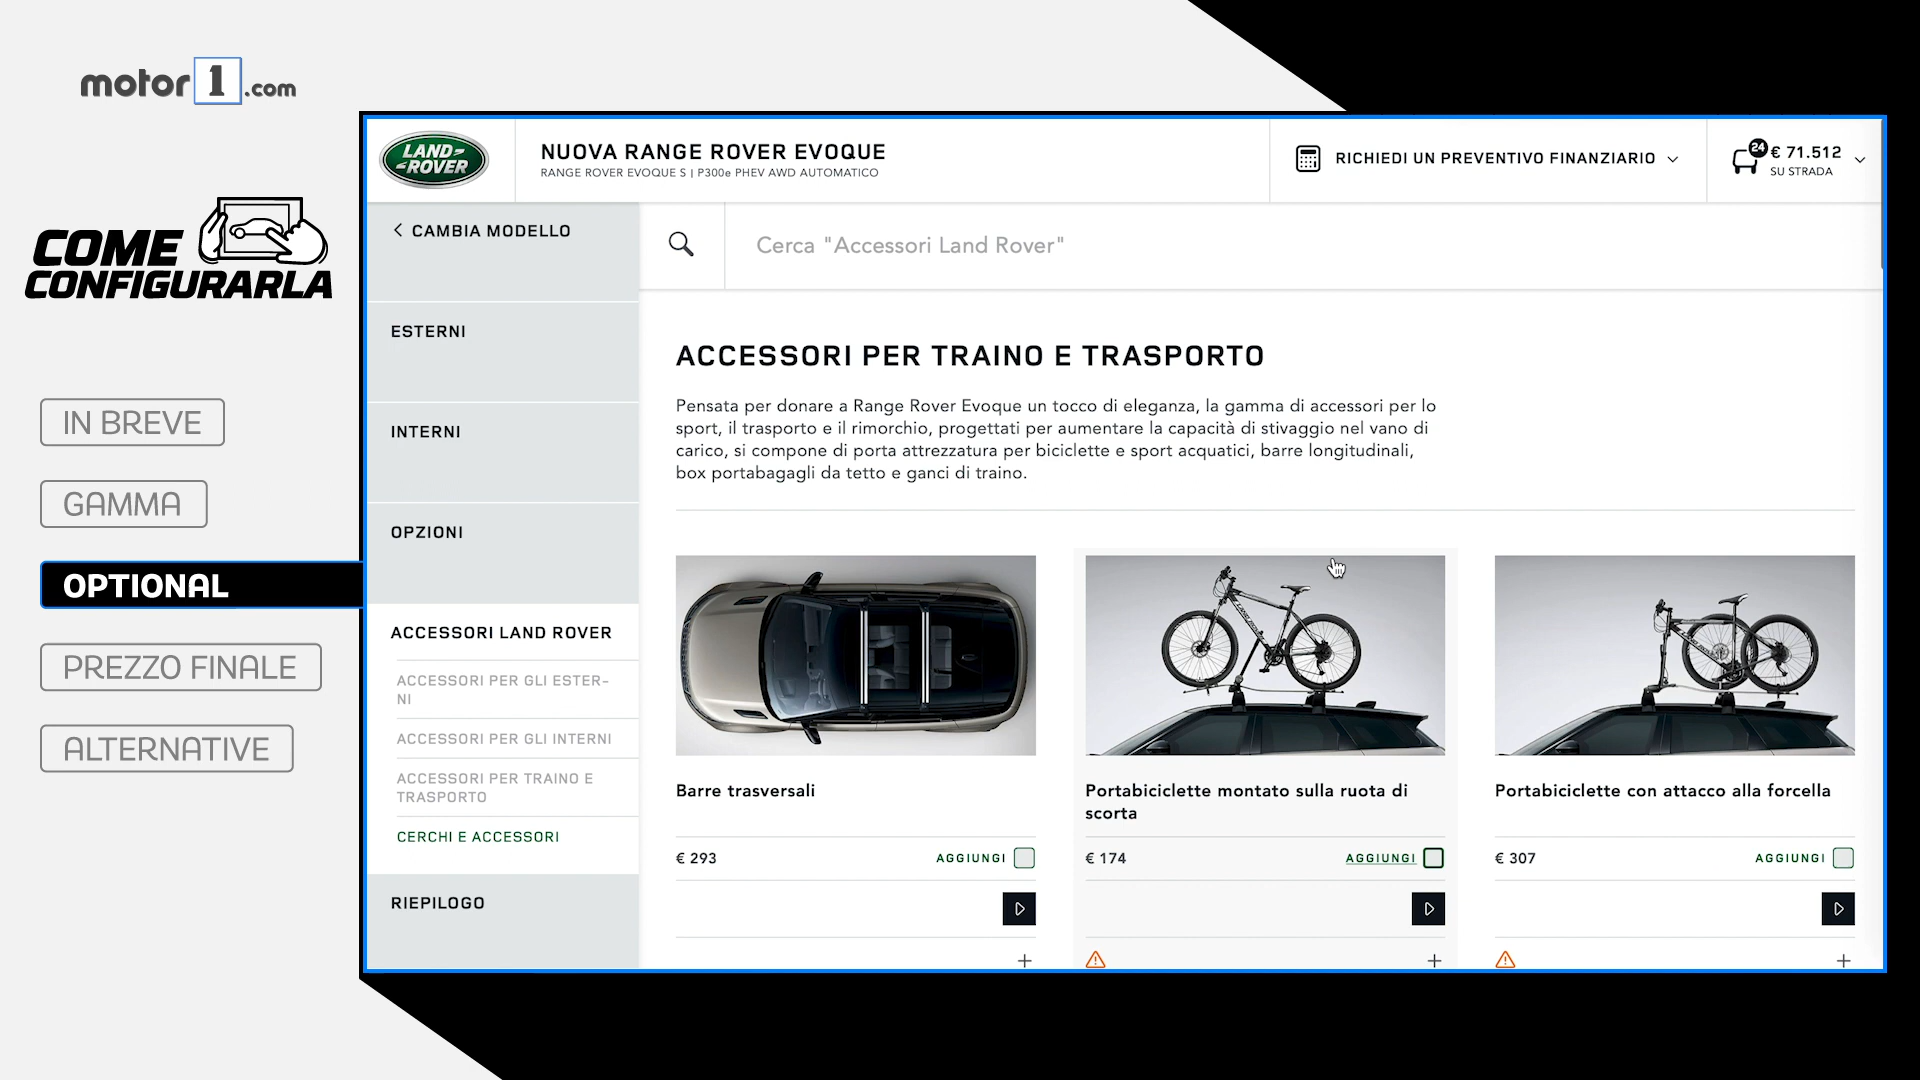 motor1.com
COME
CONFIGURARLA
IN BREVE
GAMMA
OPTIONAL
PREZZO FINALE
ALTERNATIVE
LAND-
-ROVER
NUOVA RANGE ROVER EVOQUE
RANGE ROVER EVOQUE S | P300e PHEV AWD AUTOMATICO
RICHIEDI UN PREVENTIVO FINANZIARIO
24
€ 71.512
SU STRADA
CAMBIA MODELLO
ESTERNI
INTERNI
OPZIONI
ACCESSORI LAND ROVER
ACCESSORI PER GLI ESTER-
NI
ACCESSORI PER GLI INTERNI
ACCESSORI PER TRAINO E
TRASPORTO
CERCHI E ACCESSORI
RIEPILOGO
Cerca "Accessori Land Rover"
ACCESSORI PER TRAINO E TRASPORTO
Pensata per donare a Range Rover Evoque un tocco di eleganza, la gamma di accessori per lo
sport, il trasporto e il rimorchio, progettati per aumentare la capacità di stivaggio nel vano di
carico, si compone di porta attrezzatura per biciclette e sport acquatici, barre longitudinali,
box portabagagli da tetto e ganci di traino.
Barre trasversali
€ 293
AGGIUNGI
Portabiciclette montato sulla ruota di
scorta
€ 174
AGGIUNGI
Portabiciclette con attacco alla forcella
€ 307
AGGIUNGI